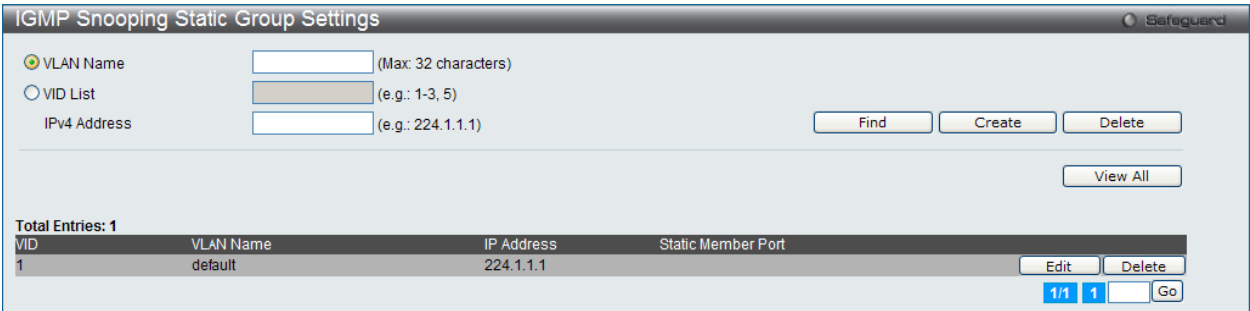 IGMP Snooping Static Group Settings Safeguard
VLAN Name (Max: 32 characters)
VID List (e.g.: 1-3, 5)
IPv4 Address (e.g.: 224.1.1.1) Find Create Delete
View All
Total Entries: 1
VID VLAN Name IP Address Static Member Port
1 default 224.1.1.1 Edit Delete
1/1 1 Go